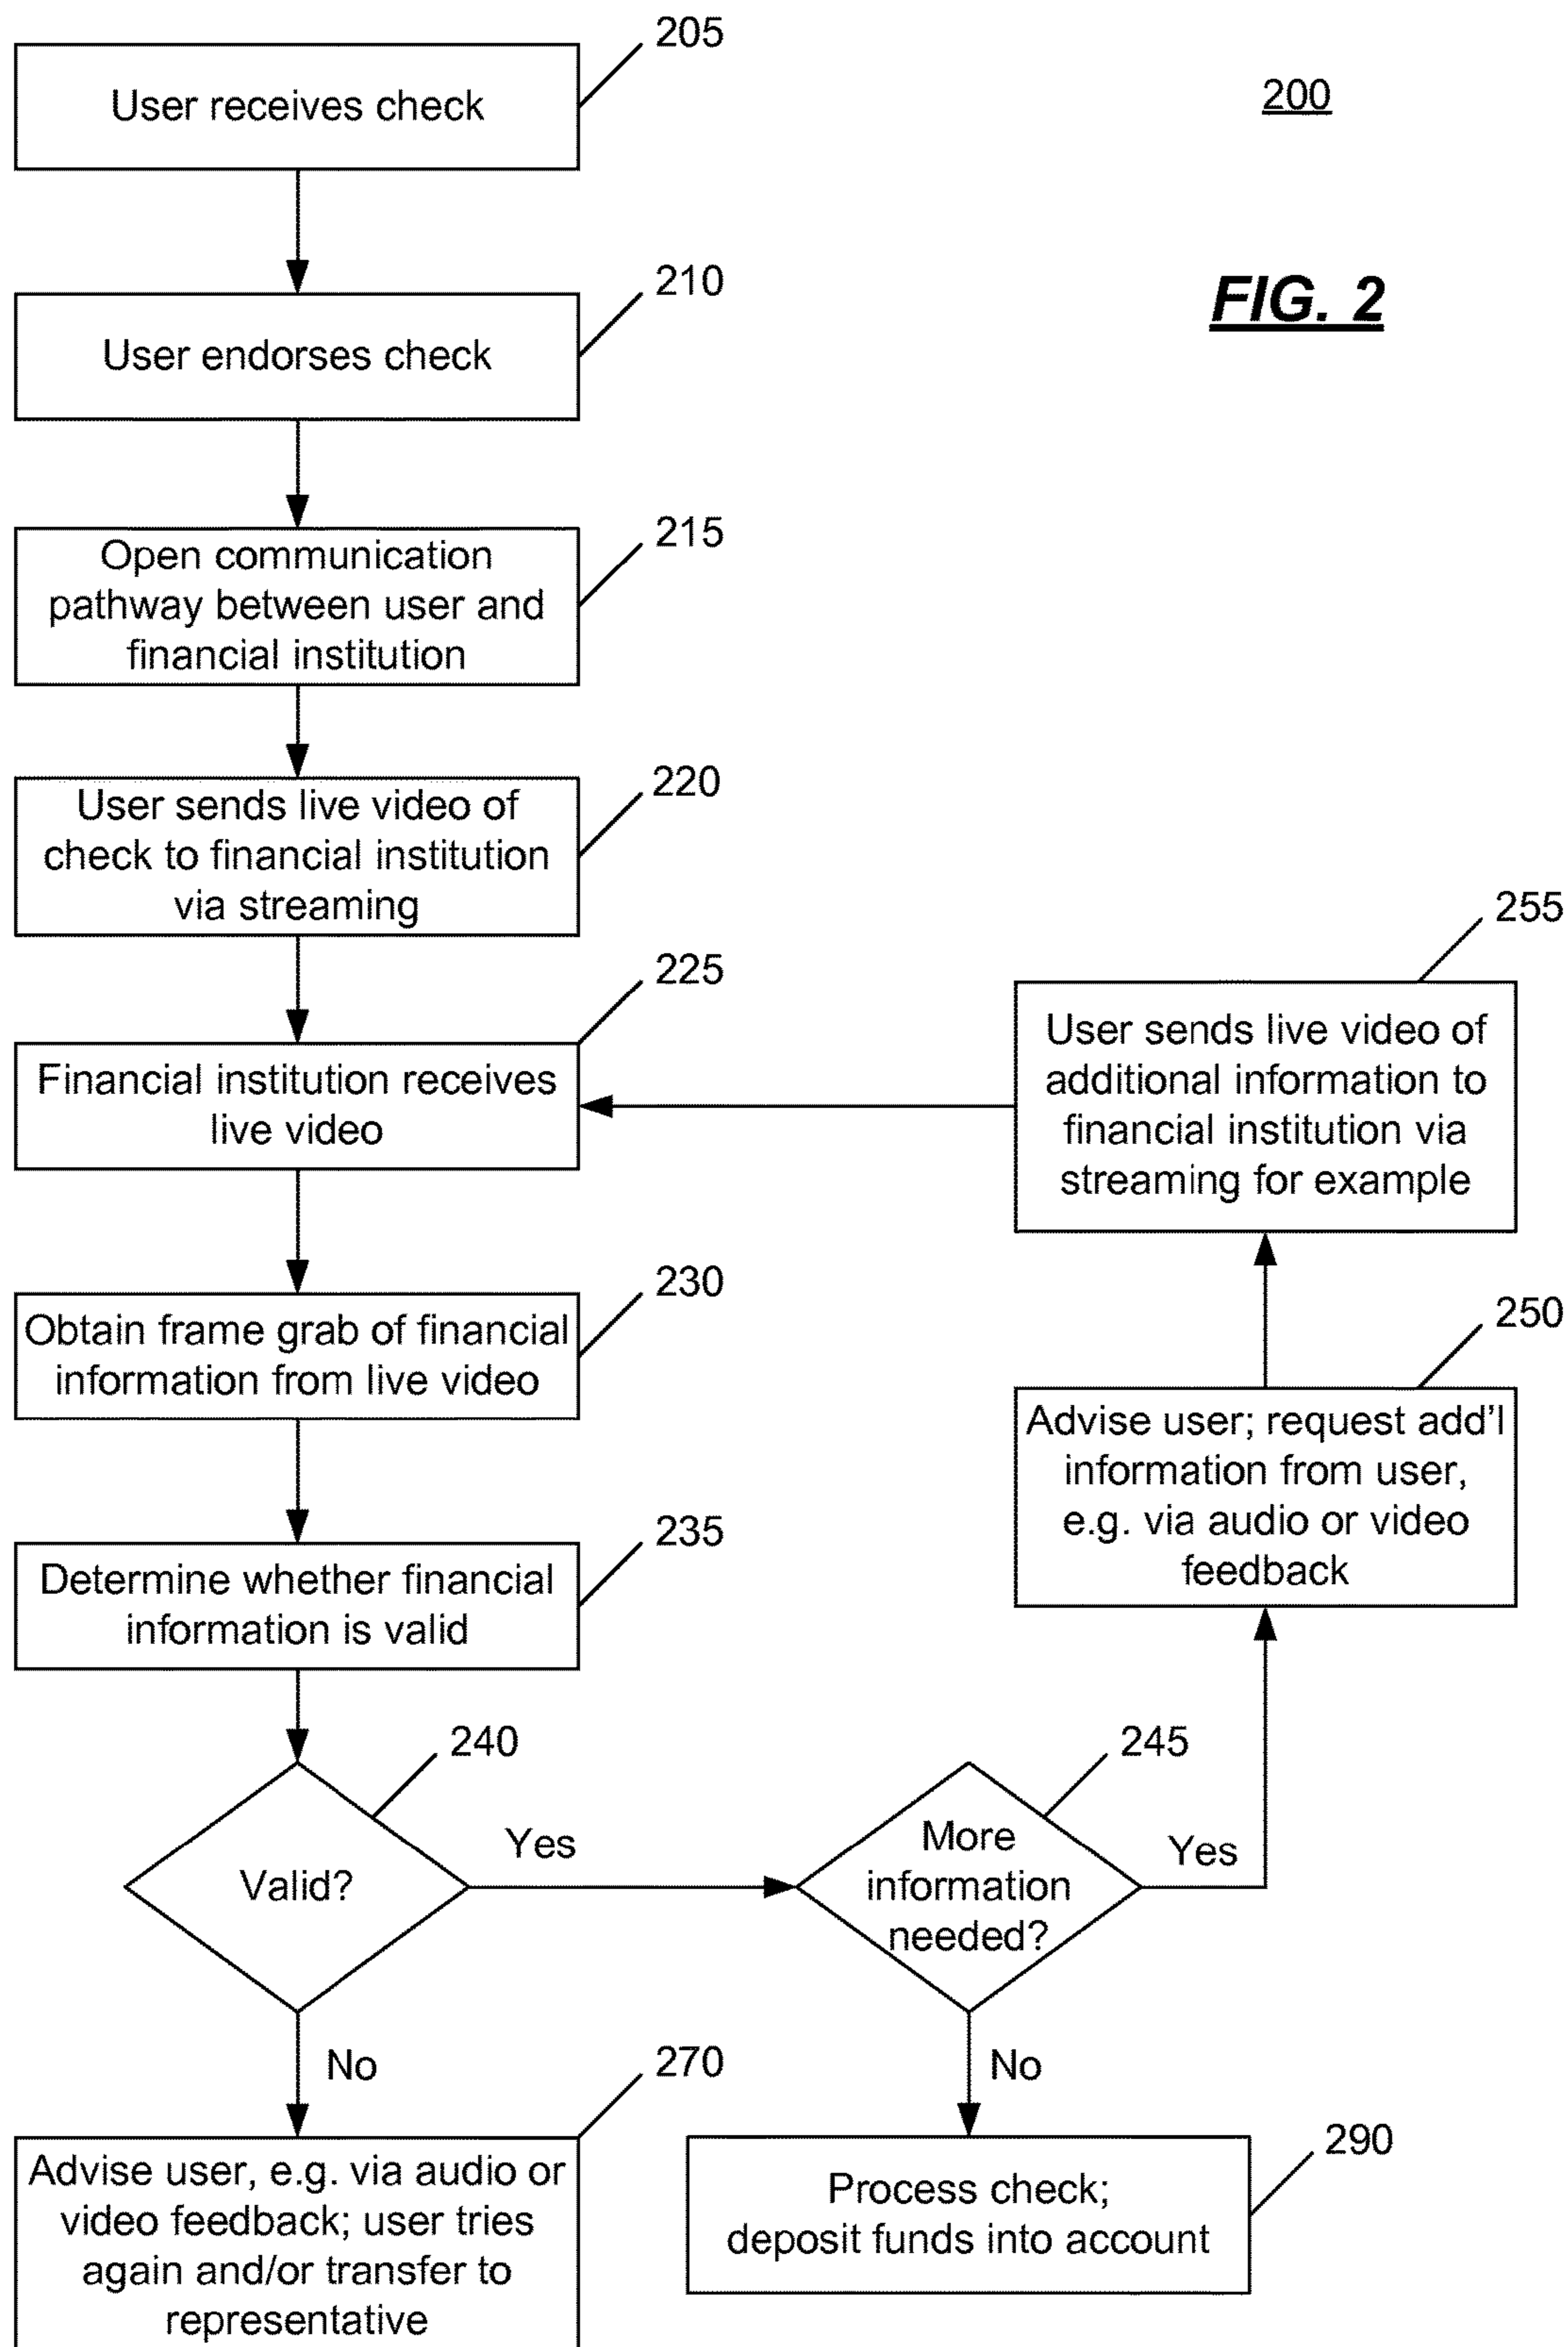 205
User receives check
200
210
User endorses check
FIG. 2
215
Open communication
pathway between user and
financial institution
220
User sends live video of
check to financial institution
via streaming
225
Financial institution receives
live video
255
User sends live video of
additional information to
financial institution via
streaming for example
230
Obtain frame grab of financial
information from live video
250
Advise user; request add'l
information from user,
e.g. via audio or video
feedback
235
Determine whether financial
information is valid
240
Valid?
Yes
245
More
information
needed?
Yes
No
270
Advise user, e.g. via audio or
video feedback; user tries
again and/or transfer to
representative
No
290
Process check;
deposit funds into account